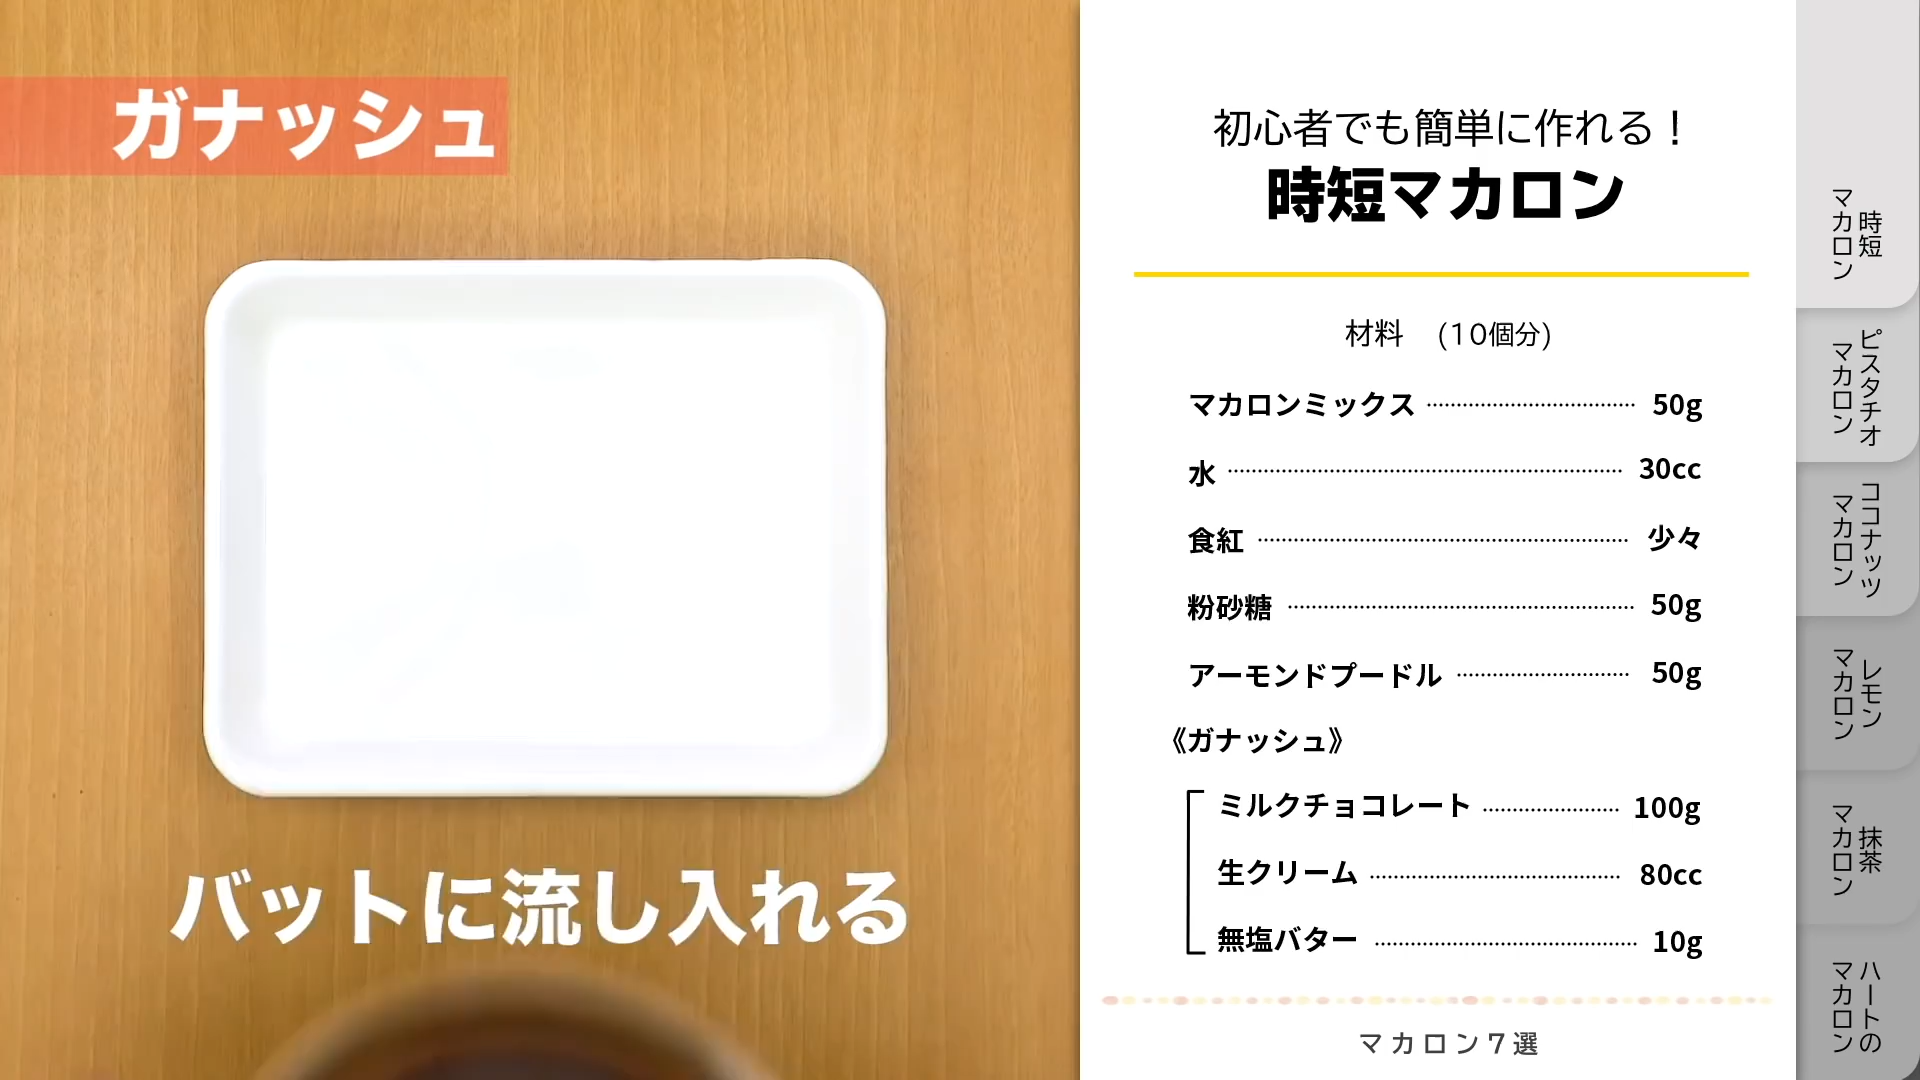 ガナッシュ
バットに流し入れる
初心者でも簡単に作れる！
時短マカロン
材料 (10個分)
マカロンミックス 50g
水 30cc
食紅 少々
粉砂糖 50g
アーモンドプードル 50g
《ガナッシュ》
ミルクチョコレート 100g
生クリーム 80cc
無塩バター 10g
マカロン7選
時短
マカロン
ピスタチオ
マカロン
ココナッツ
マカロン
レモン
マカロン
抹茶
マカロン
ハートの
マカロン